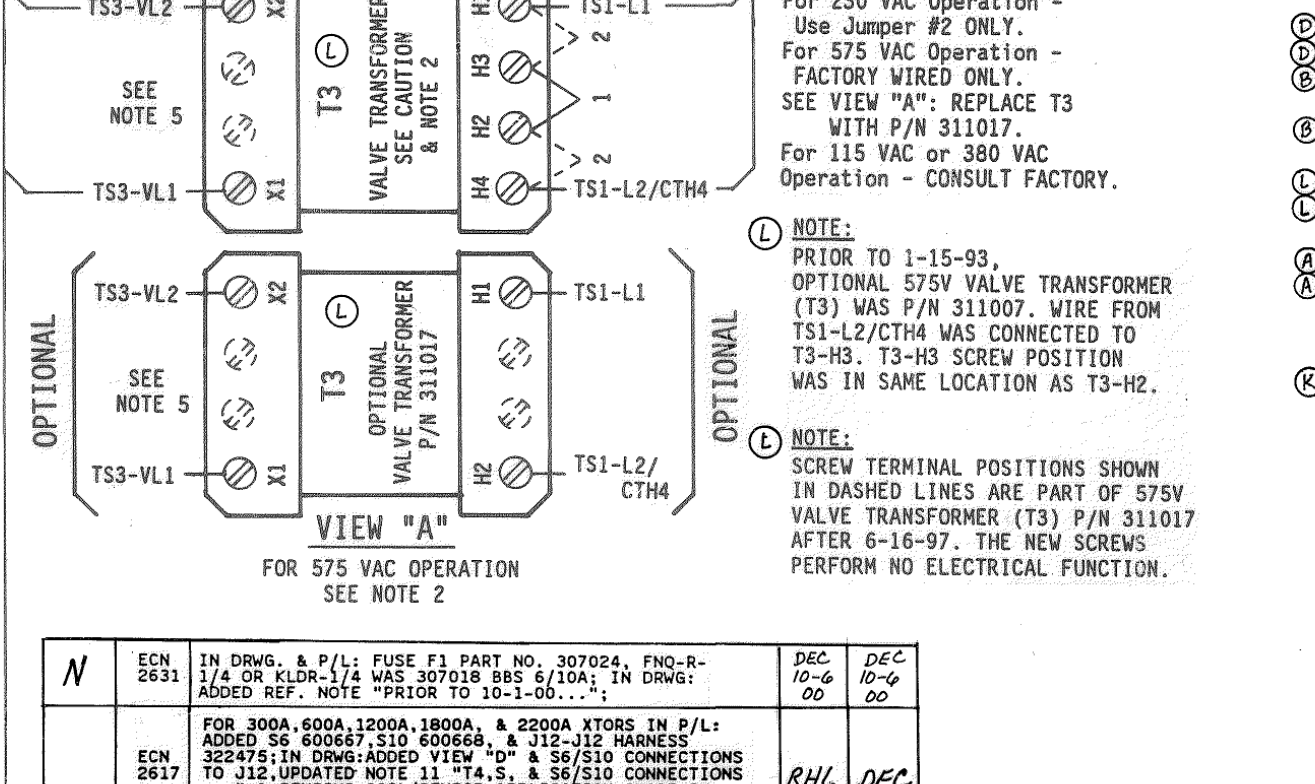 TS3-VL2
X2
TS1-L1
2
SEE
NOTE 5
L
T3
VALVE TRANSFORMER
SEE CAUTION
& NOTE 2
H3
1
H2
2
TS3-VL1
X1
H4
TS1-L2/CTH4
For 230 VAC Operation -
Use Jumper #2 ONLY.
For 575 VAC Operation -
FACTORY WIRED ONLY.
SEE VIEW "A": REPLACE T3
WITH P/N 311017.
For 115 VAC or 380 VAC
Operation - CONSULT FACTORY.
D
D
B
B
L
L
A
A
K
L NOTE:
PRIOR TO 1-15-93,
OPTIONAL 575V VALVE TRANSFORMER
(T3) WAS P/N 311007. WIRE FROM
TS1-L2/CTH4 WAS CONNECTED TO
T3-H3. T3-H3 SCREW POSITION
WAS IN SAME LOCATION AS T3-H2.
L NOTE:
SCREW TERMINAL POSITIONS SHOWN
IN DASHED LINES ARE PART OF 575V
VALVE TRANSFORMER (T3) P/N 311017
AFTER 6-16-97. THE NEW SCREWS
PERFORM NO ELECTRICAL FUNCTION.
OPTIONAL
TS3-VL2
X2
SEE
NOTE 5
TS3-VL1
X1
L
T3
OPTIONAL
VALVE TRANSFORMER
P/N 311017
H1
TS1-L1
H2
TS1-L2/
CTH4
OPTIONAL
VIEW "A"
FOR 575 VAC OPERATION
SEE NOTE 2
N
ECN
2631
IN DRWG. & P/L: FUSE F1 PART NO. 307024, FNQ-R-
1/4 OR KLDR-1/4 WAS 307018 BBS 6/10A; IN DRWG:
ADDED REF. NOTE "PRIOR TO 10-1-00...";
DEC
10-6
00
DEC
10-6
00
ECN
2617
FOR 300A,600A,1200A,1800A, & 2200A XTORS IN P/L:
ADDED S6 600667,S10 600668, & J12-J12 HARNESS
322475;IN DRWG:ADDED VIEW "D" & S6/S10 CONNECTIONS
TO J12,UPDATED NOTE 11 "T4,S, & S6/S10 CONNECTIONS
RHL
DEC